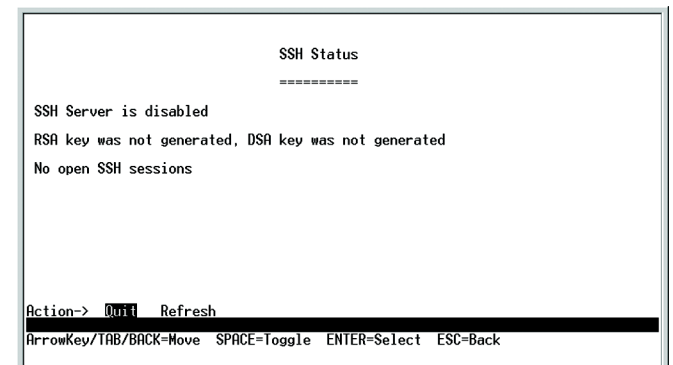 SSH Status
==========
SSH Server is disabled
RSA key was not generated, DSA key was not generated
No open SSH sessions
Action-> Quit Refresh
ArrowKey/TAB/BACK=Move SPACE=Toggle ENTER=Select ESC=Back